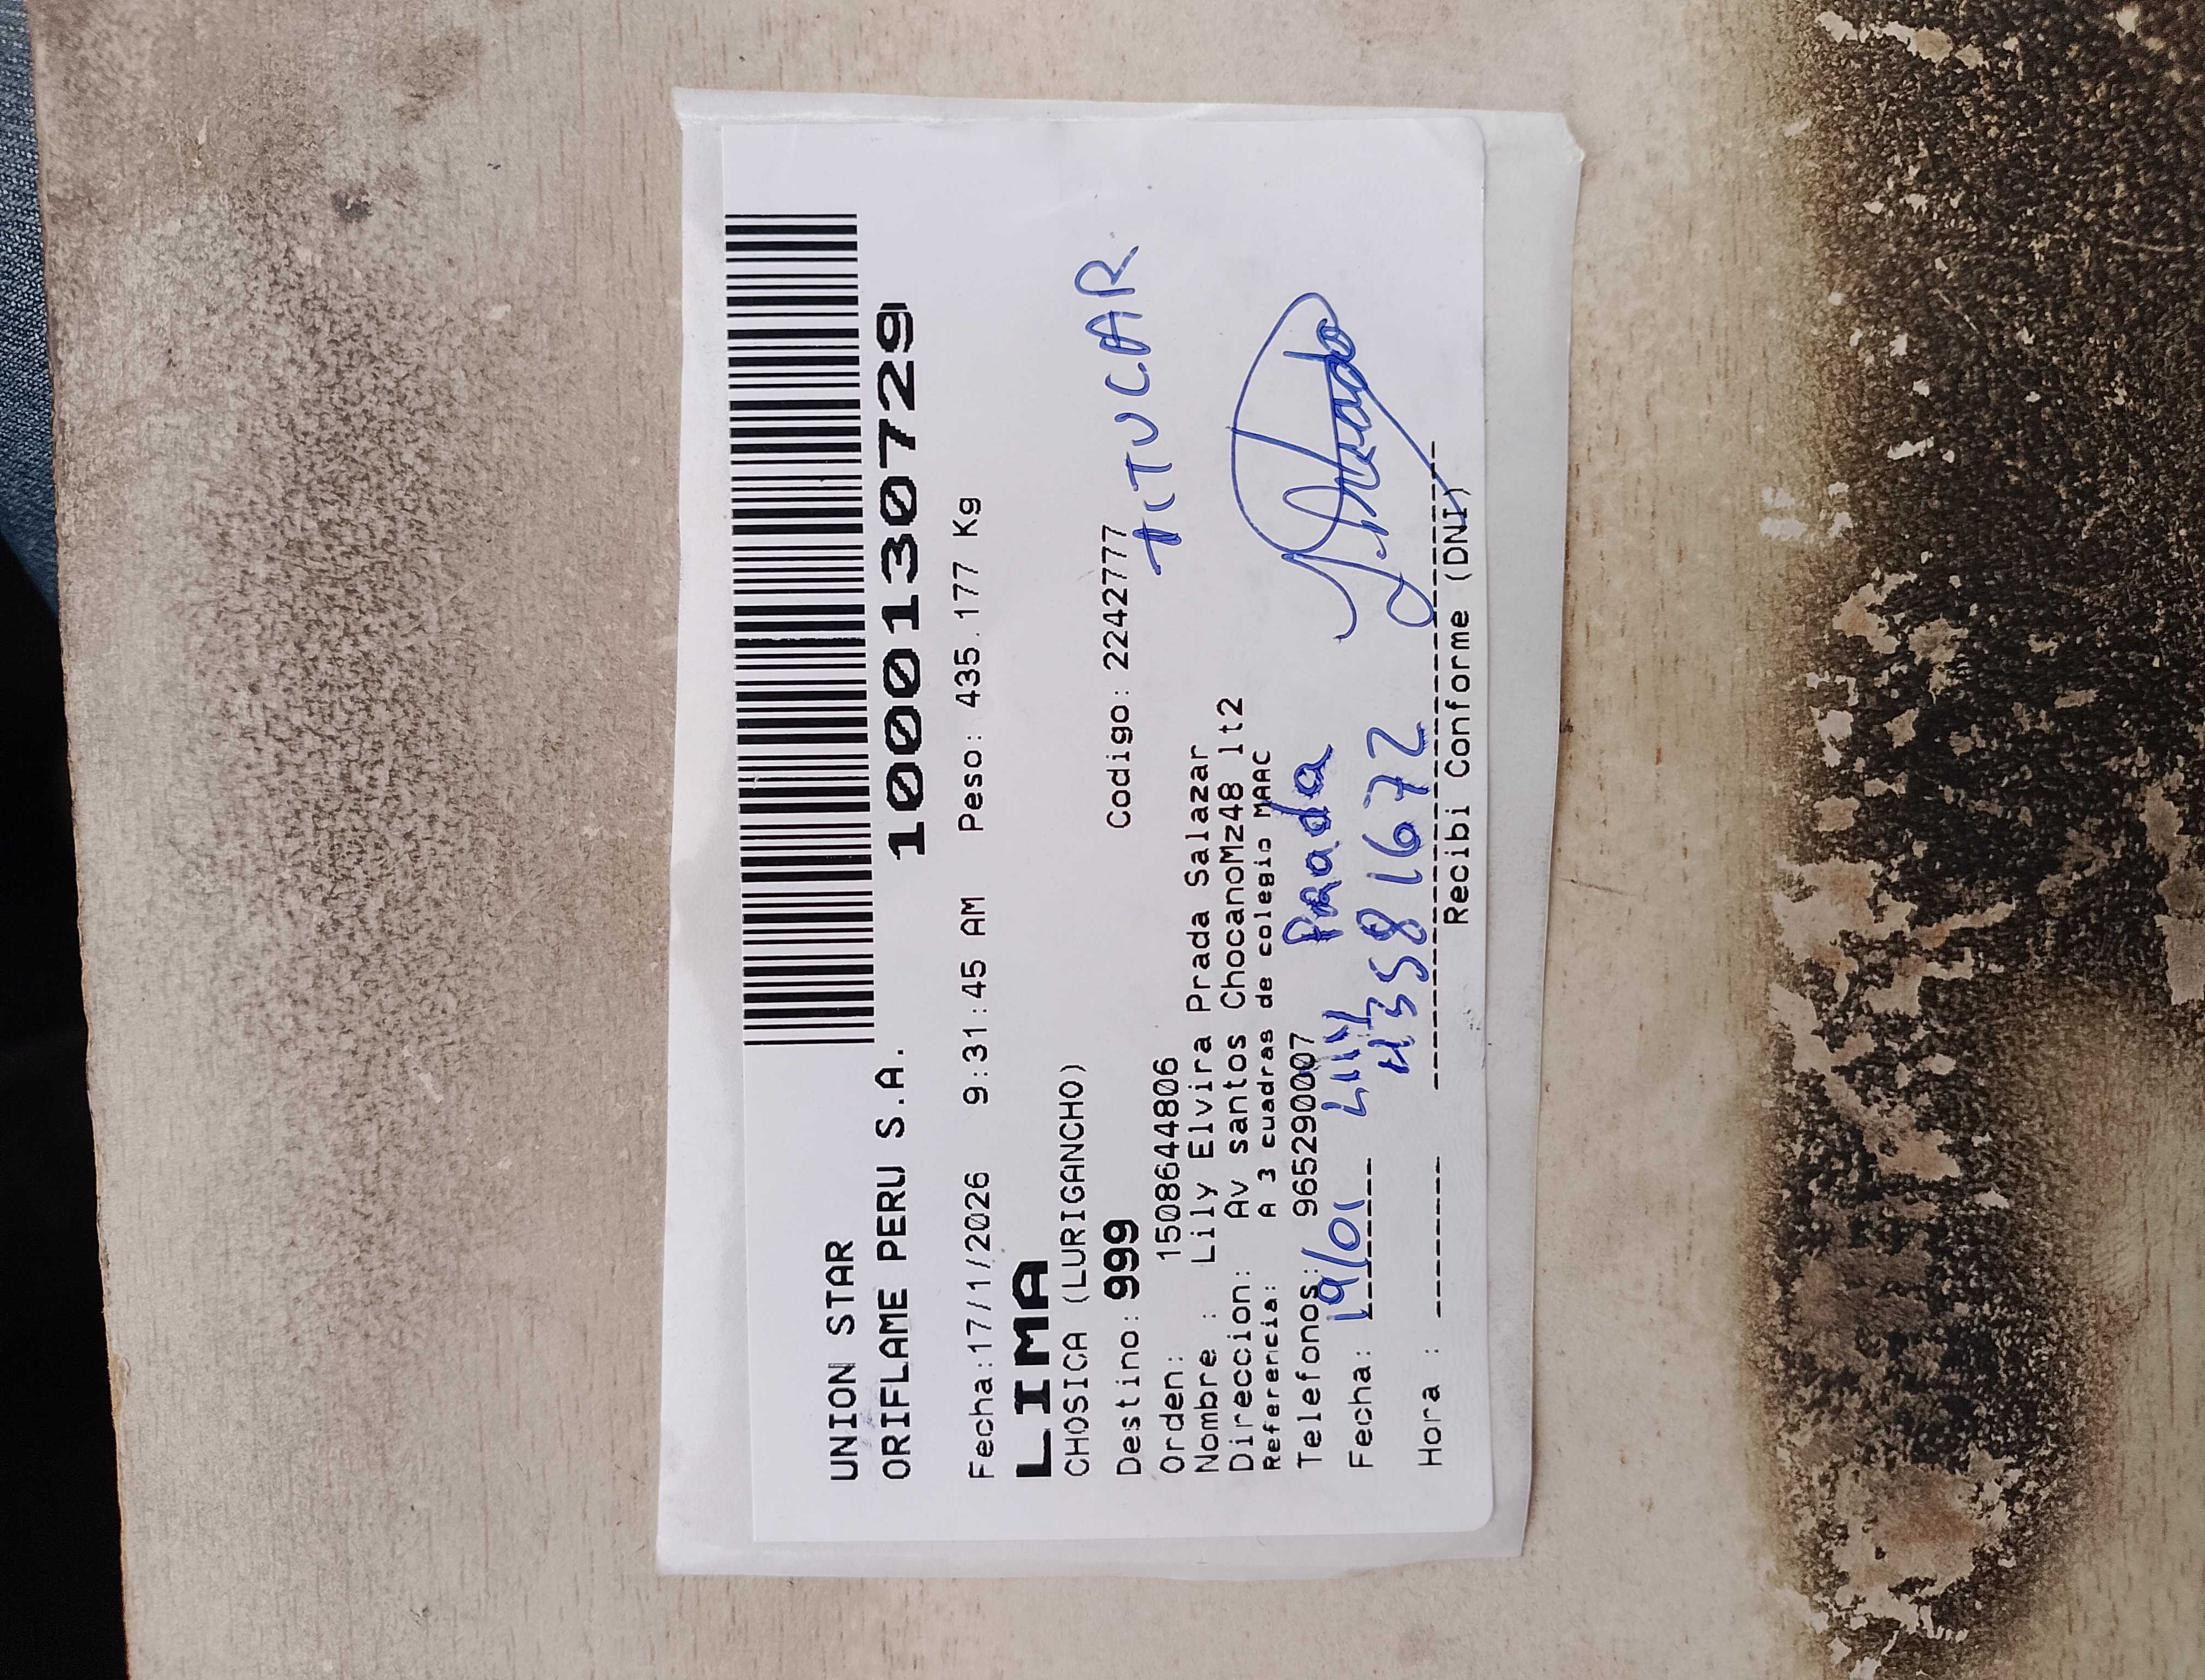 UNION STAR
ORIFLAME PERU S.A.
1000130729
Fecha:17/1/2026 9:31:45 AM Peso: 435.177 Kg
LIMA
CHOSICA (LURIGANCHO)
Destino: 999 Codigo: 2242777
TITULAR
Orden: 1508644806
Nombre : Lily Elvira Prada Salazar
Direccion: Av santos ChocanoMz48 lt2
Referencia: A 3 cuadras de colegio MAAC
Telefonos: 965290007
Fecha: 19/01 Lily Prada
43581672
Hora :
Recibi Conforme (DNI)